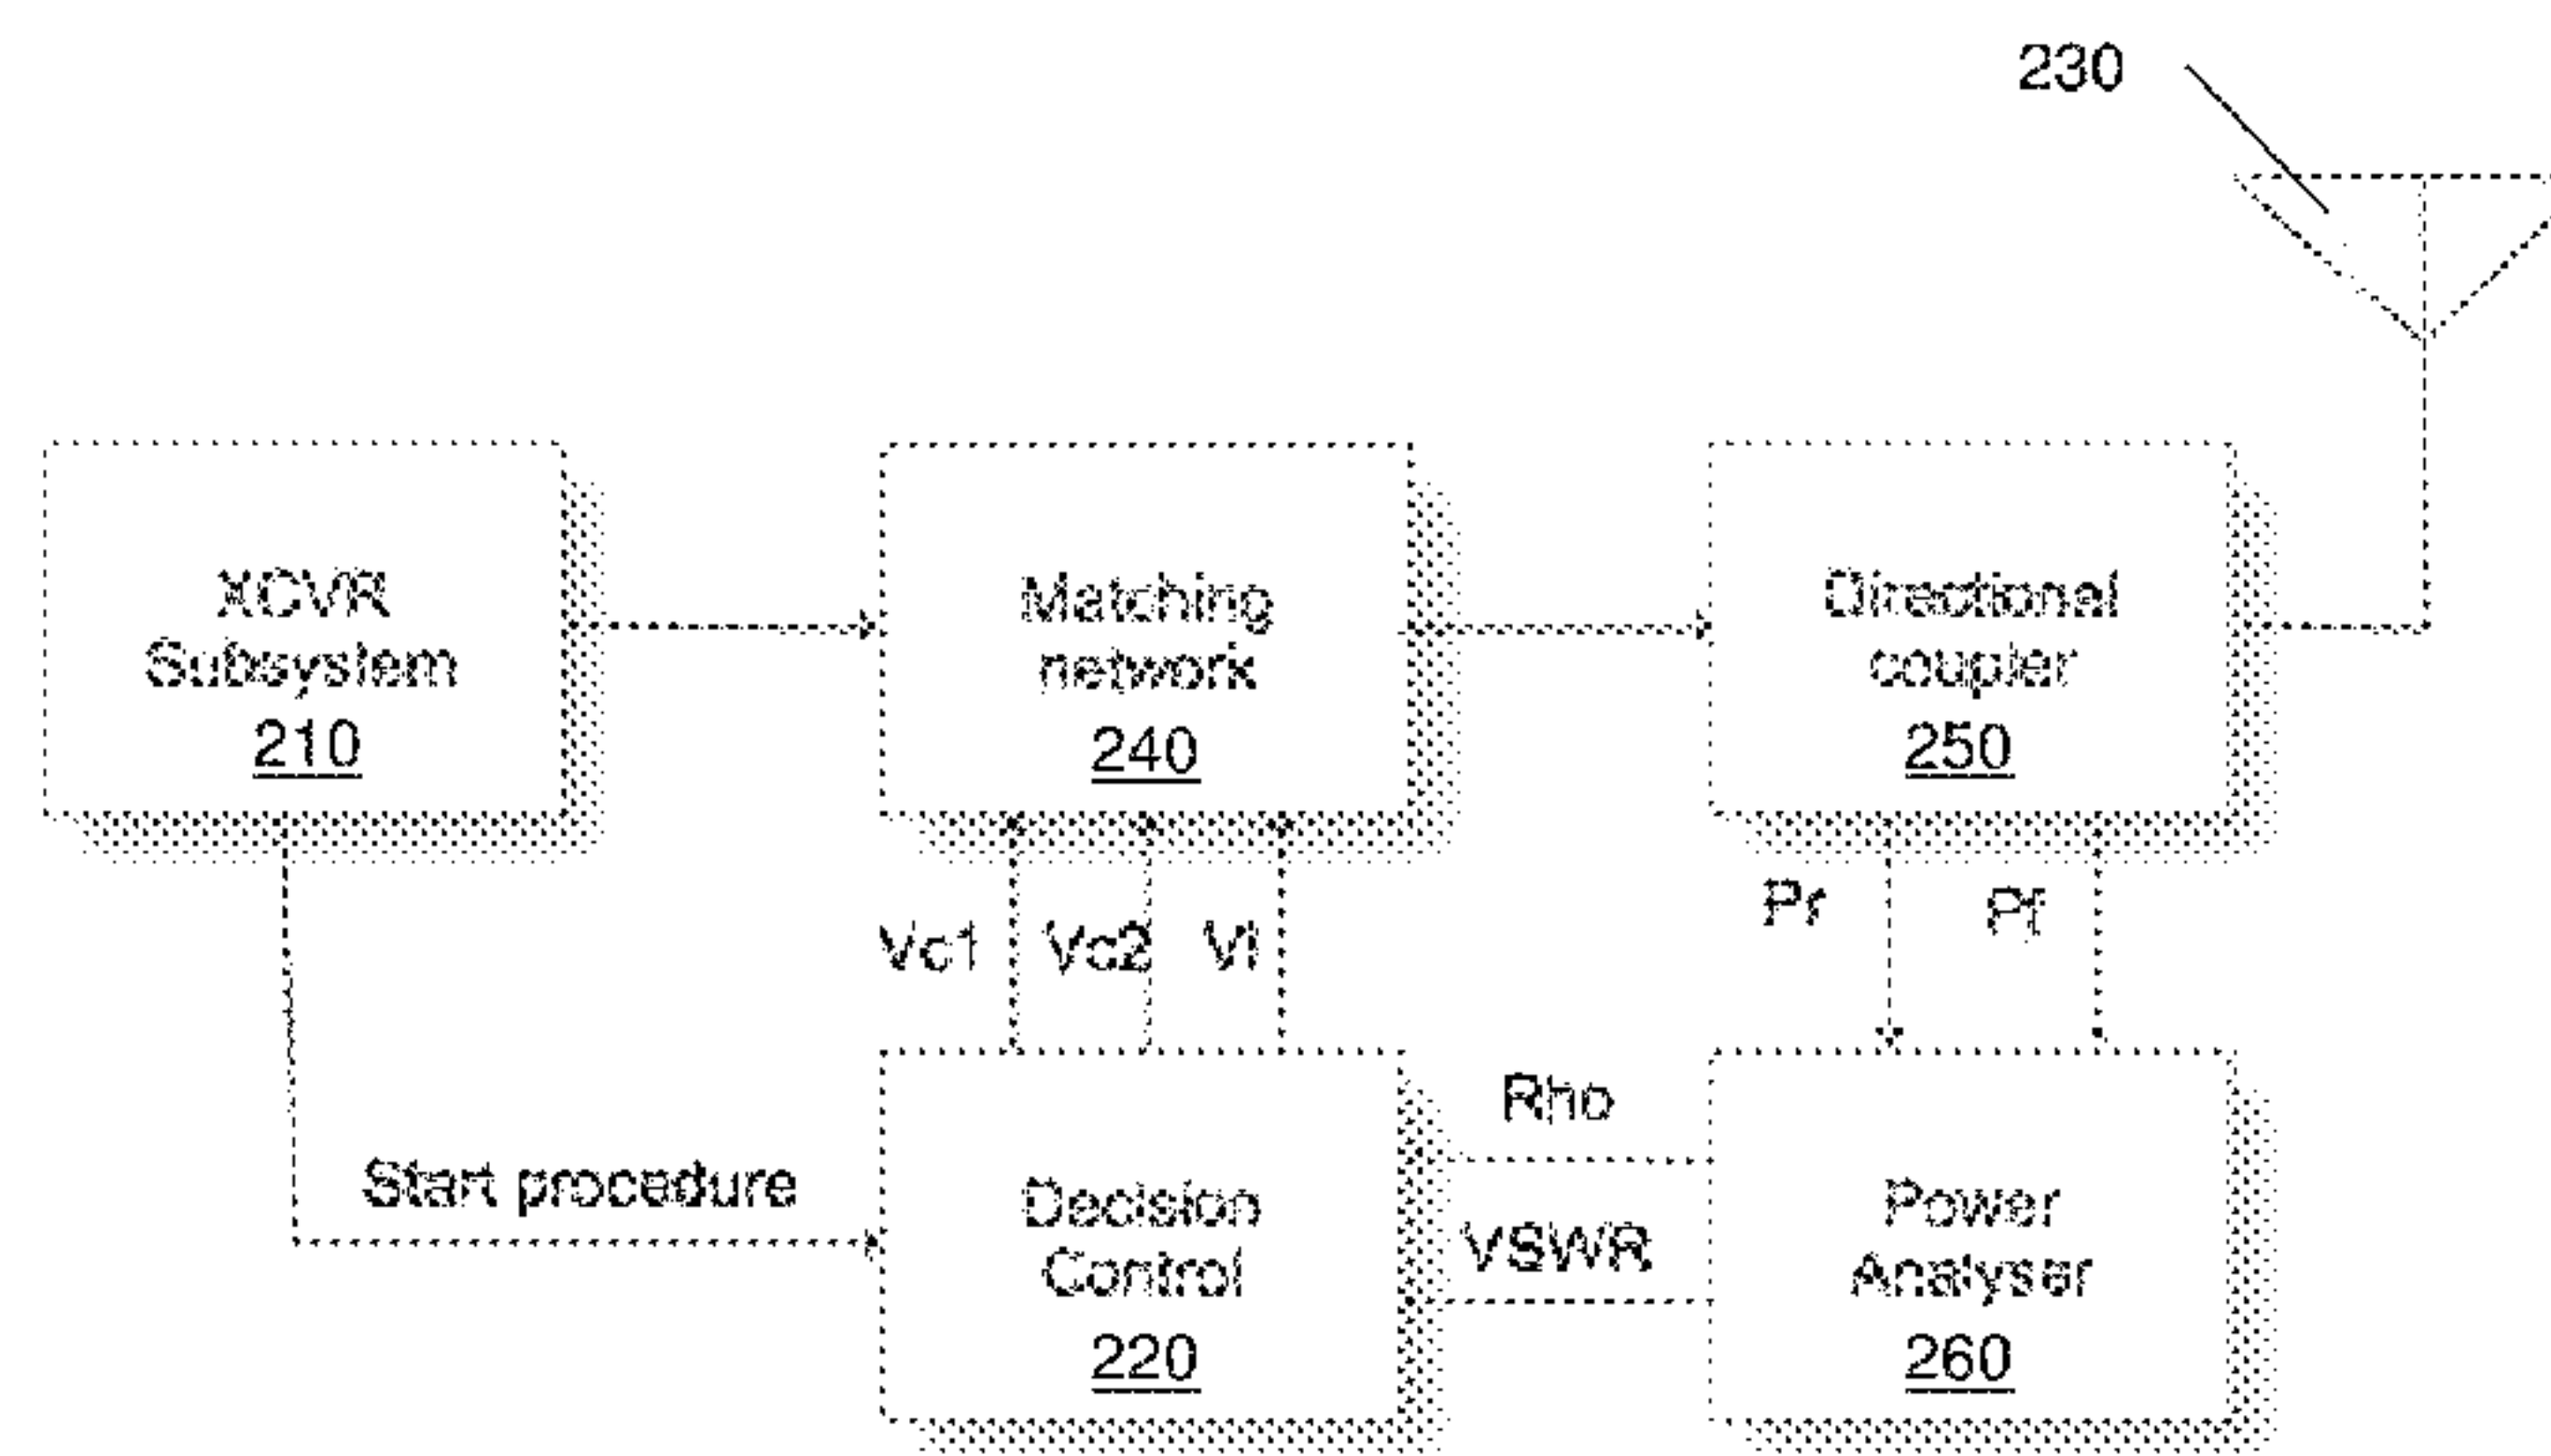 230
XCVR
Subsystem
210
Matching
network
240
Directional
coupler
250
Vc1
Vc2
Vl
Pr
Pf
Start procedure
Decision
Control
220
Rho
VSWR
Power
Analyser
260